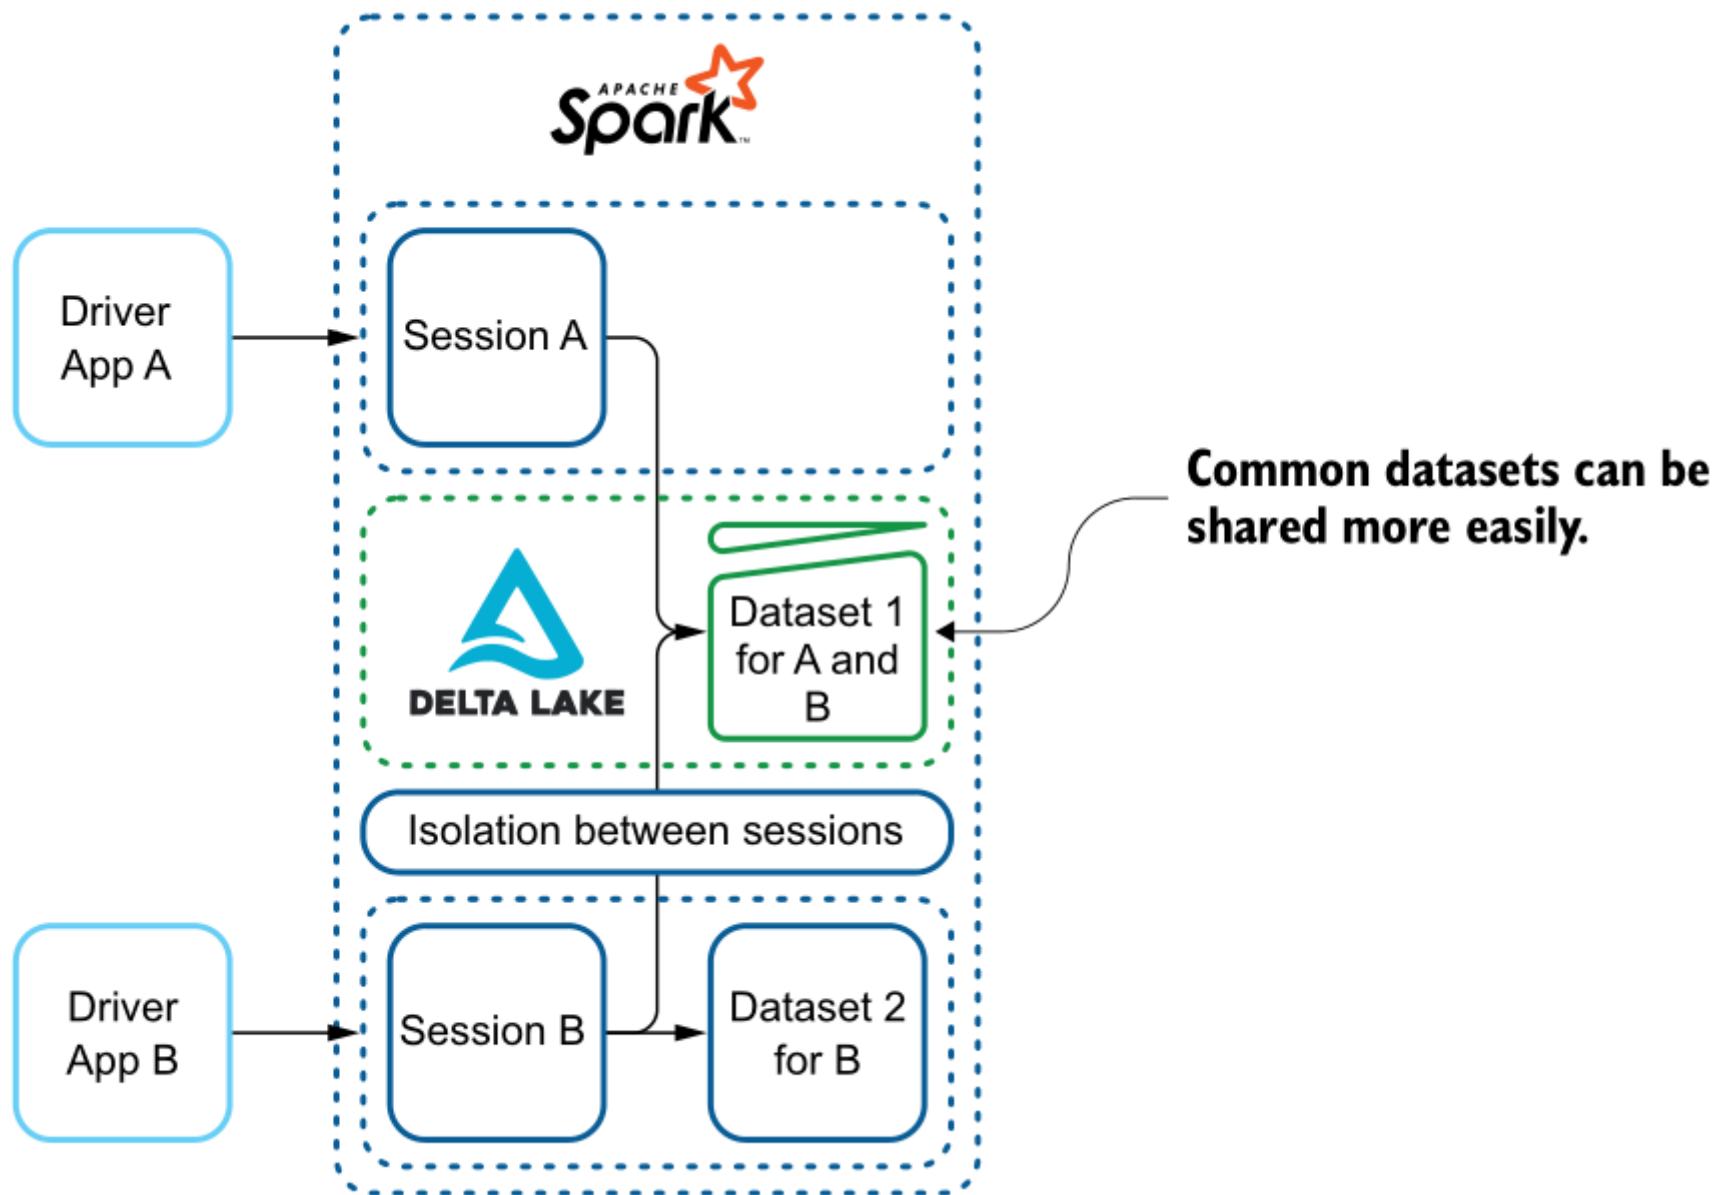 APACHE
Spark™
Driver
App A
Session A
Common datasets can be
shared more easily.
Dataset 1
for A and
B
DELTA LAKE
Isolation between sessions
Driver
App B
Session B
Dataset 2
for B